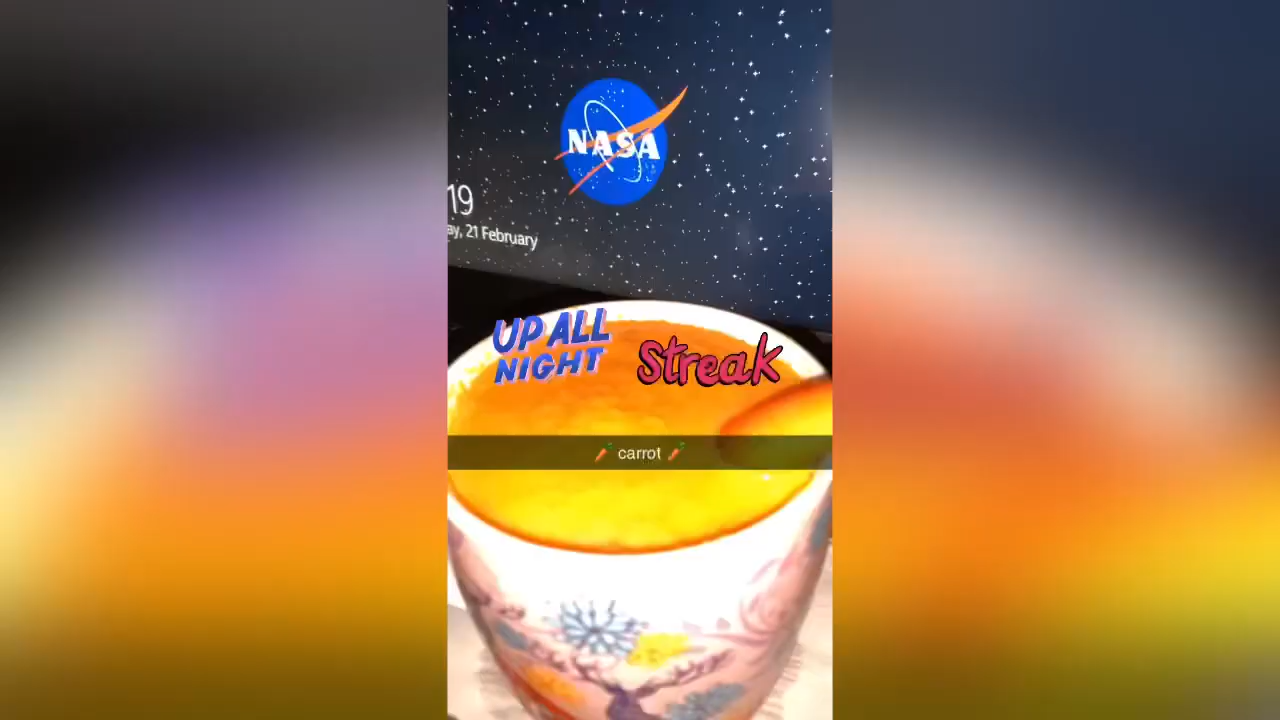 NASA
19
ay, 21 February
UP ALL
NIGHT
Streak
🥕 carrot 🥕